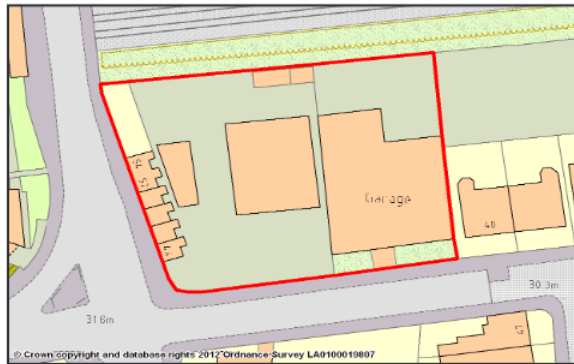 Garage
40
30.3m
31.6m
© Crown copyright and database rights 2012 Ordnance Survey LA0100019807